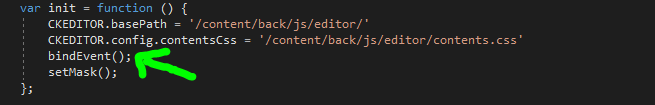 var init = function () {
CKEDITOR.basePath = '/content/back/js/editor/'
CKEDITOR.config.contentsCss = '/content/back/js/editor/contents.css'
bindEvent();
setMask();
};